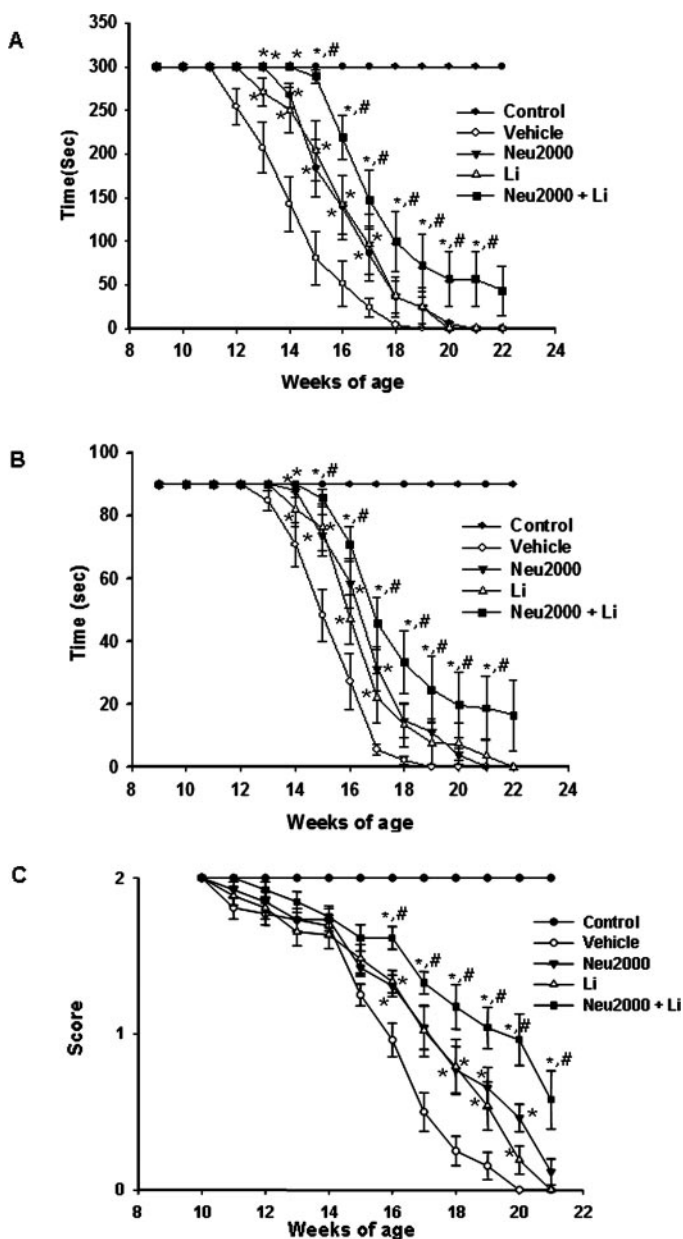 A
* * * *,#
300
* * *,#
250
*,#
200
150
*,#
100
*,#
50
*,# *,#
0
Time(Sec)
Control
Vehicle
Neu2000
Li
Neu2000 + Li
8 10 12 14 16 18 20 22 24
Weeks of age
B
100
80
60
40
20
0
Time (sec)
** *,#
*,#
*,#
*,#
*,#
*,# *,#
Control
Vehicle
Neu2000
Li
Neu2000 + Li
8 10 12 14 16 18 20 22 24
Weeks of age
C
2
1
0
Score
*,#
*,#
*,#
*,#
*,#
*,#
Control
Vehicle
Neu2000
Li
Neu2000 + Li
8 10 12 14 16 18 20 22
Weeks of age